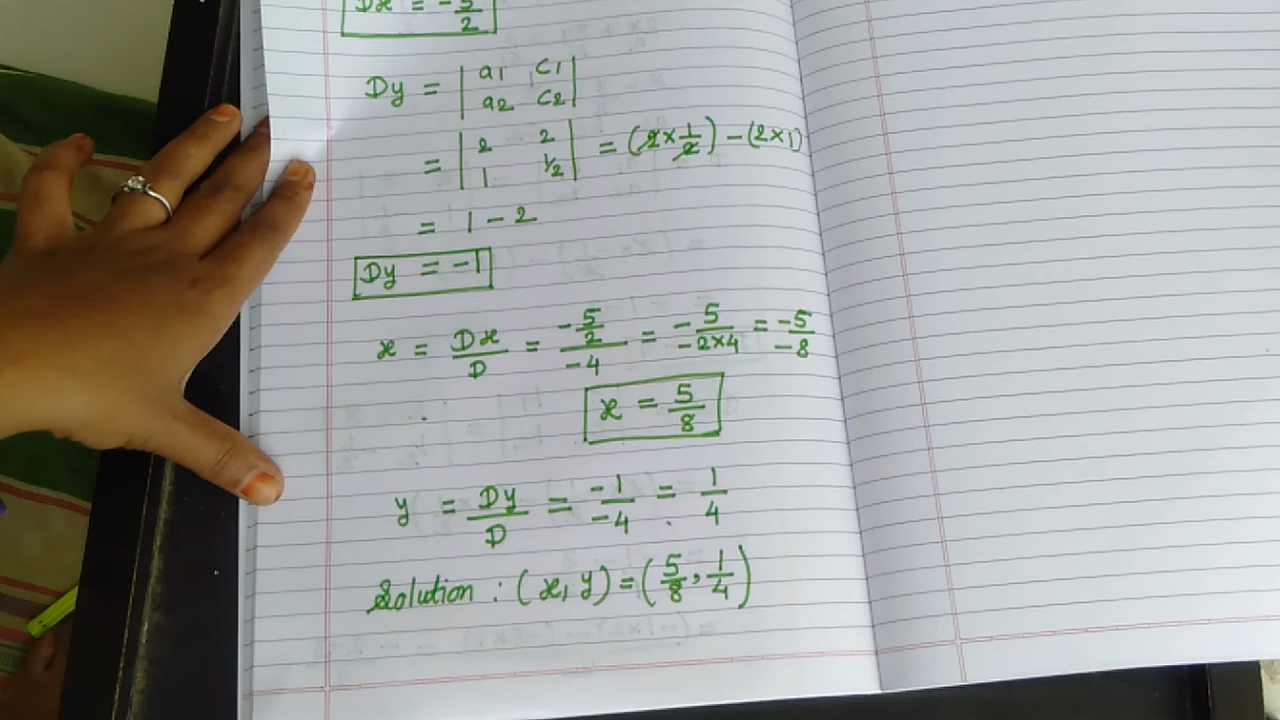 Dx = -5/2
Dy = | a1 c1 |
| a2 c2 |
= | 2 2 | = (2×1/2) - (2×1)
| 1 1/2 |
= 1 - 2
Dy = -1
x = Dx/D = (-5/2)/-4 = -5/-2×4 = -5/-8
x = 5/8
y = Dy/D = -1/-4 = 1/4
Solution : (x, y) = (5/8, 1/4)